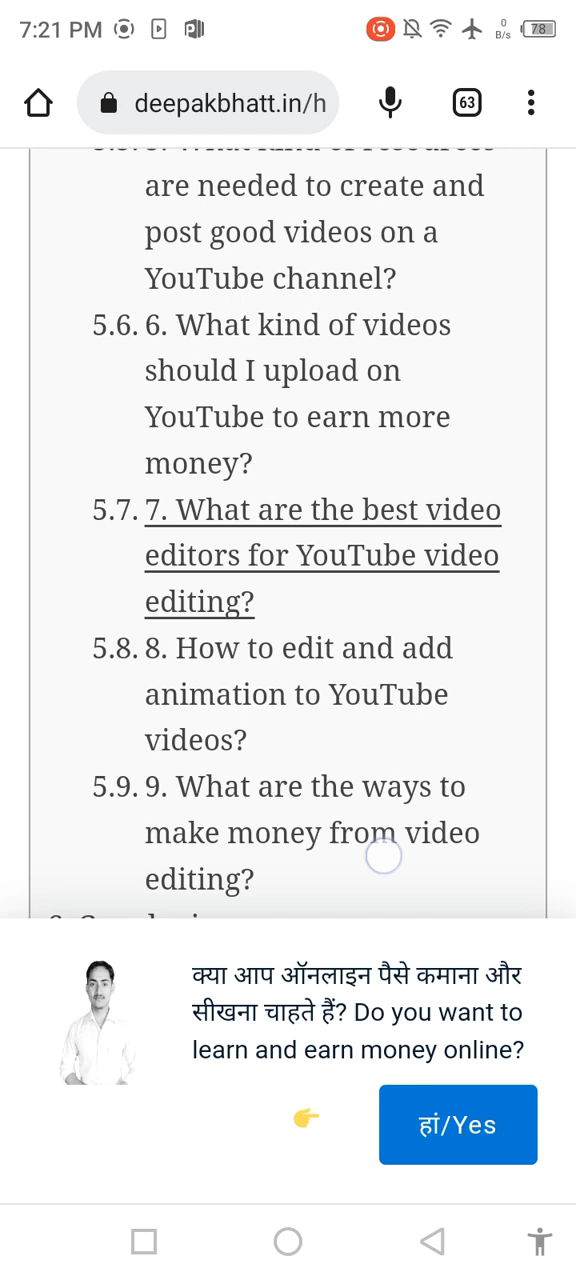 7:21 PM
0
B/s
78
deepakbhatt.in/h
63
are needed to create and
post good videos on a
YouTube channel?
5.6. 6. What kind of videos
should I upload on
YouTube to earn more
money?
5.7. 7. What are the best video
editors for YouTube video
editing?
5.8. 8. How to edit and add
animation to YouTube
videos?
5.9. 9. What are the ways to
make money from video
editing?
क्या आप ऑनलाइन पैसे कमाना और
सीखना चाहते हैं? Do you want to
learn and earn money online?
हां/Yes